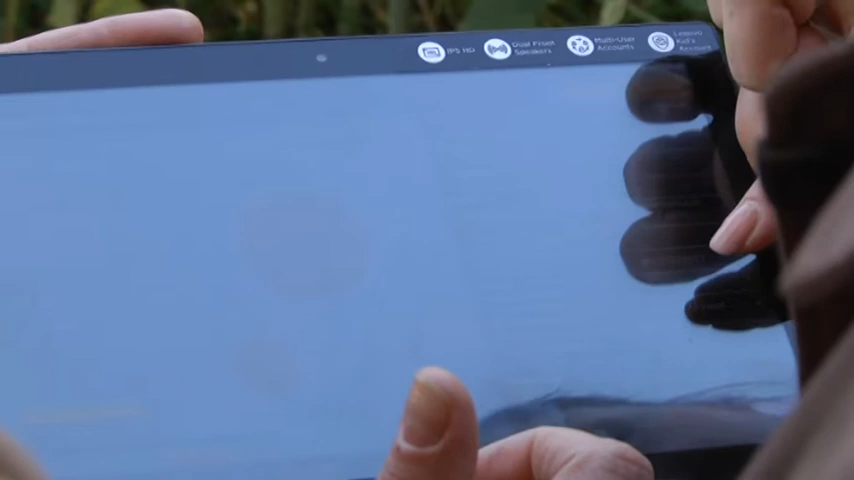 IPS HD
Dual Front
Speakers
Multi-User
Accounts
Lenovo
Kid's
Account